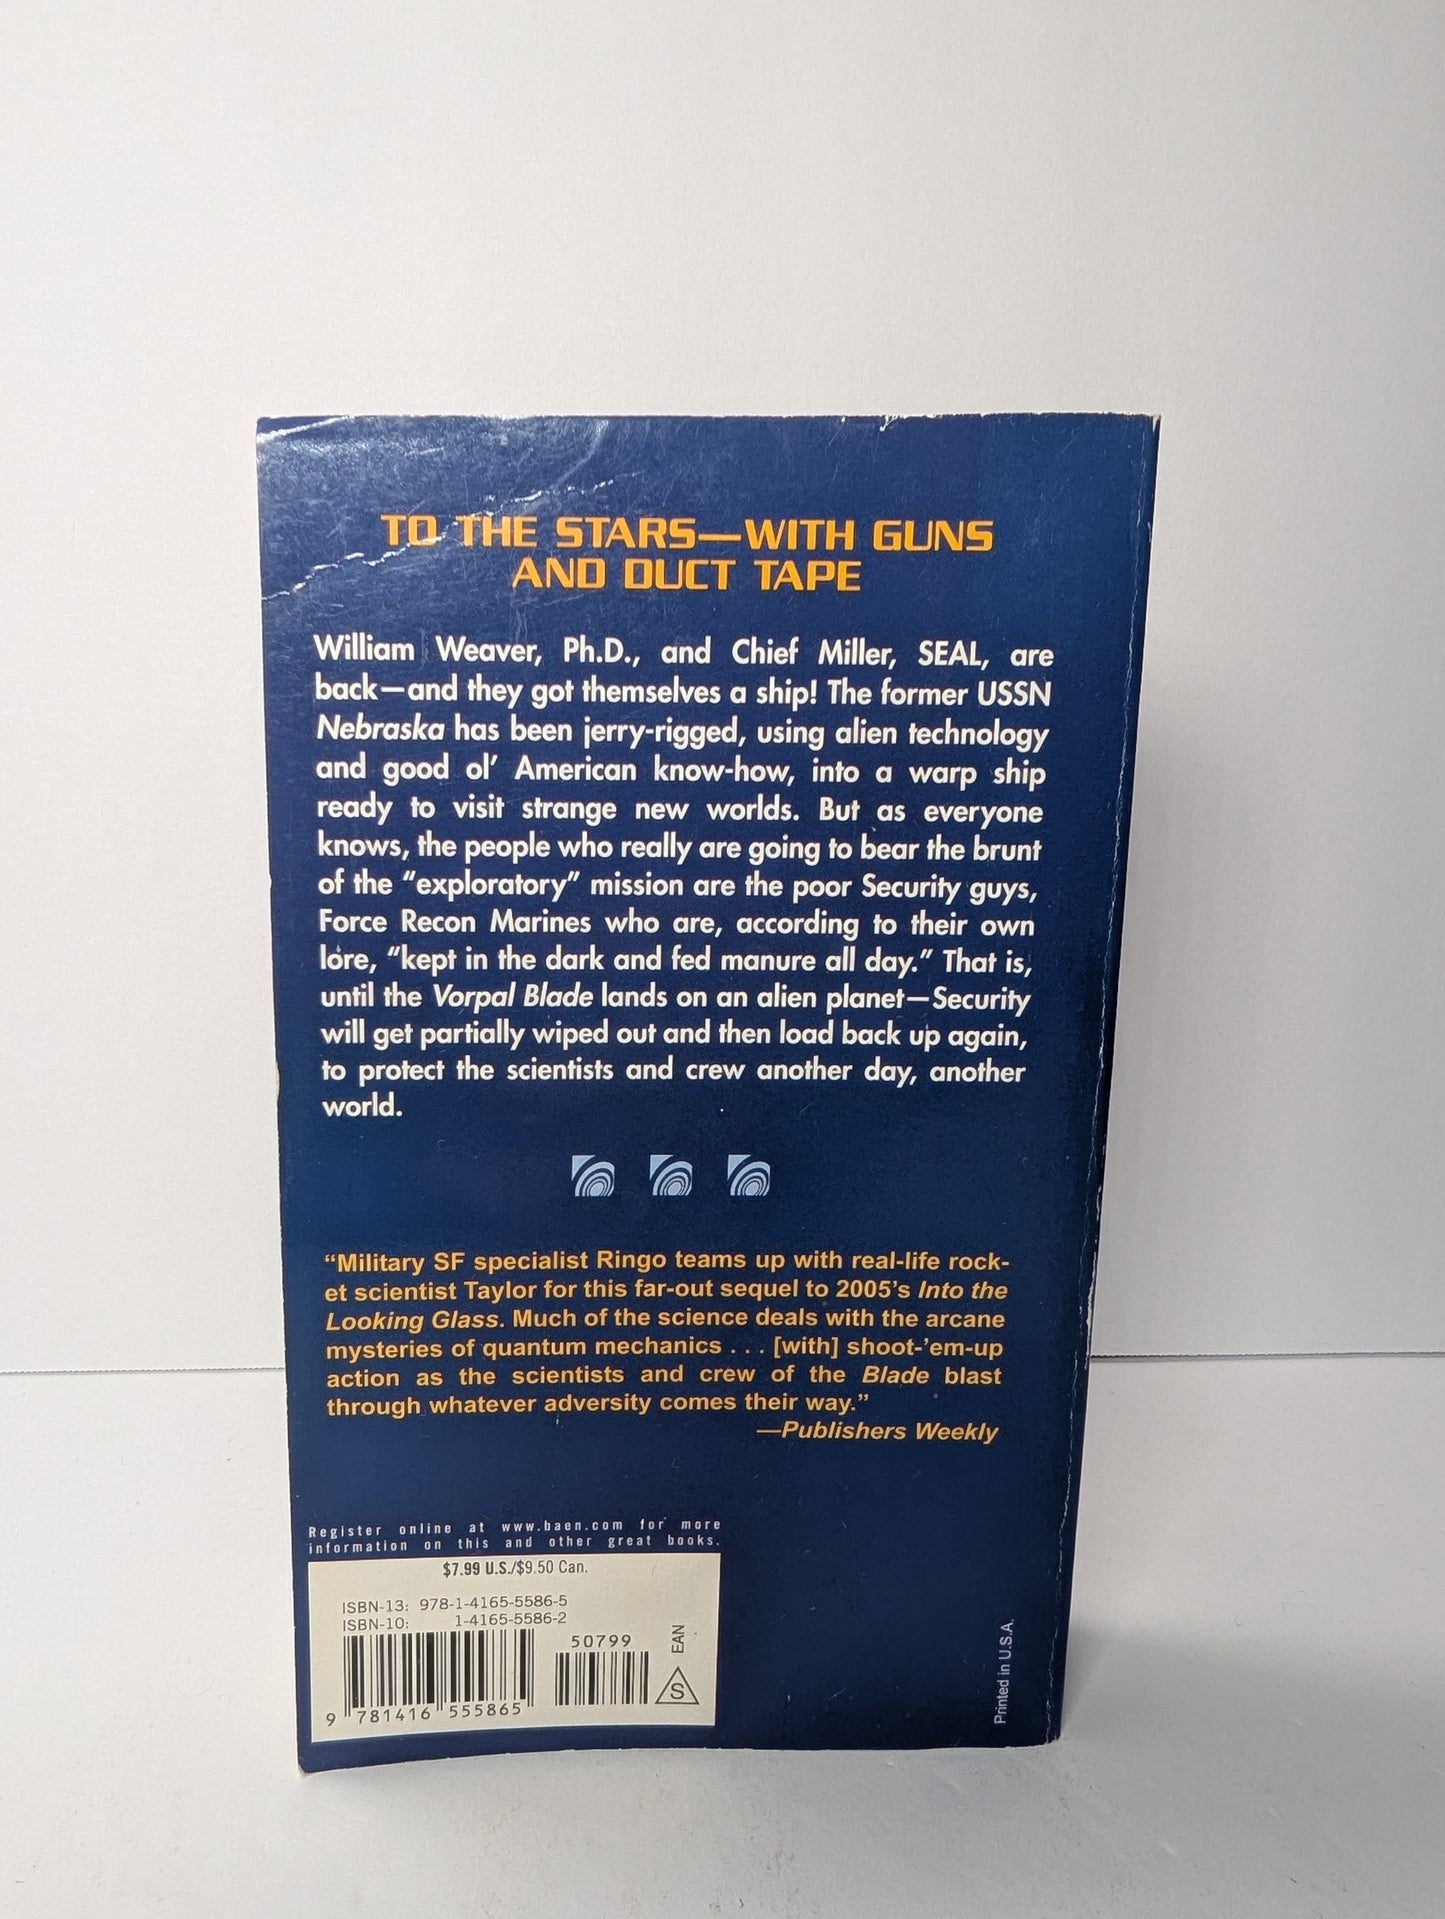 TO THE STARS—WITH GUNS
AND DUCT TAPE
William Weaver, Ph.D., and Chief Miller, SEAL, are
back—and they got themselves a ship! The former USSN
Nebraska has been jerry-rigged, using alien technology
and good ol’ American know-how, into a warp ship
ready to visit strange new worlds. But as everyone
knows, the people who really are going to bear the brunt
of the “exploratory” mission are the poor Security guys,
Force Recon Marines who are, according to their own
lore, “kept in the dark and fed manure all day.” That is,
until the Vorpal Blade lands on an alien planet—Security
will get partially wiped out and then load back up again,
to protect the scientists and crew another day, another
world.
“Military SF specialist Ringo teams up with real-life rock-
et scientist Taylor for this far-out sequel to 2005’s Into the
Looking Glass. Much of the science deals with the arcane
mysteries of quantum mechanics . . . [with] shoot-’em-up
action as the scientists and crew of the Blade blast
through whatever adversity comes their way.”
—Publishers Weekly
Register online at www.baen.com for more
information on this and other great books.
$7.99 U.S./$9.50 Can.
ISBN-13: 978-1-4165-5586-5
ISBN-10: 1-4165-5586-2
50799
EAN
S
9 781416 555865
Printed in U.S.A.